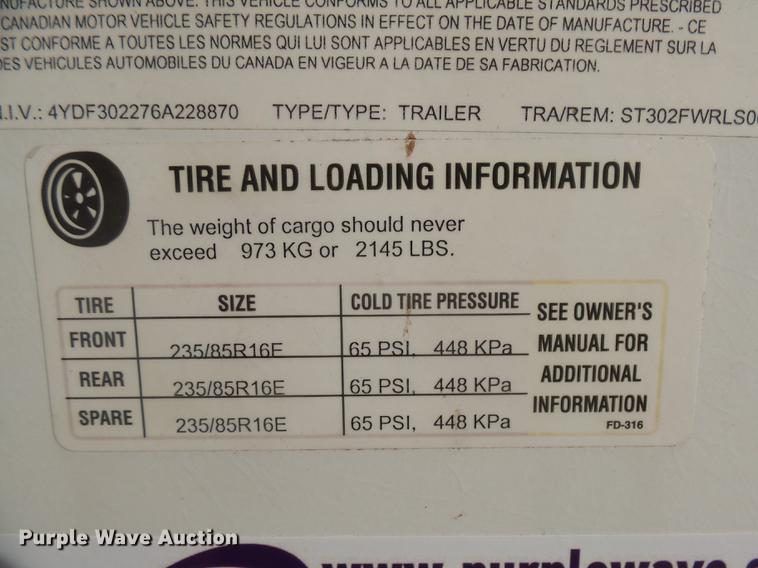 NUFACTURE SHOWN ABOVE. THIS VEHICLE CONFORMS TO ALL APPLICABLE STANDARDS PRESCRIBED
CANADIAN MOTOR VEHICLE SAFETY REGULATIONS IN EFFECT ON THE DATE OF MANUFACTURE. - CE
ST CONFORME A TOUTES LES NORMES QUI LUI SONT APPLICABLES EN VERTU DU REGLEMENT SUR LA
DES VEHICULES AUTOMOBILES DU CANADA EN VIGEUR A LA DATE DE SA FABRICATION.
.I.V.: 4YDF302276A228870 TYPE/TYPE: TRAILER TRA/REM: ST302FWRLS0
TIRE AND LOADING INFORMATION
The weight of cargo should never
exceed 973 KG or 2145 LBS.
TIRE SIZE COLD TIRE PRESSURE
FRONT 235/85R16E 65 PSI, 448 KPa
REAR 235/85R16E 65 PSI, 448 KPa
SPARE 235/85R16E 65 PSI, 448 KPa
SEE OWNER'S
MANUAL FOR
ADDITIONAL
INFORMATION
FD-316
Purple Wave Auction
www.purplewave.c